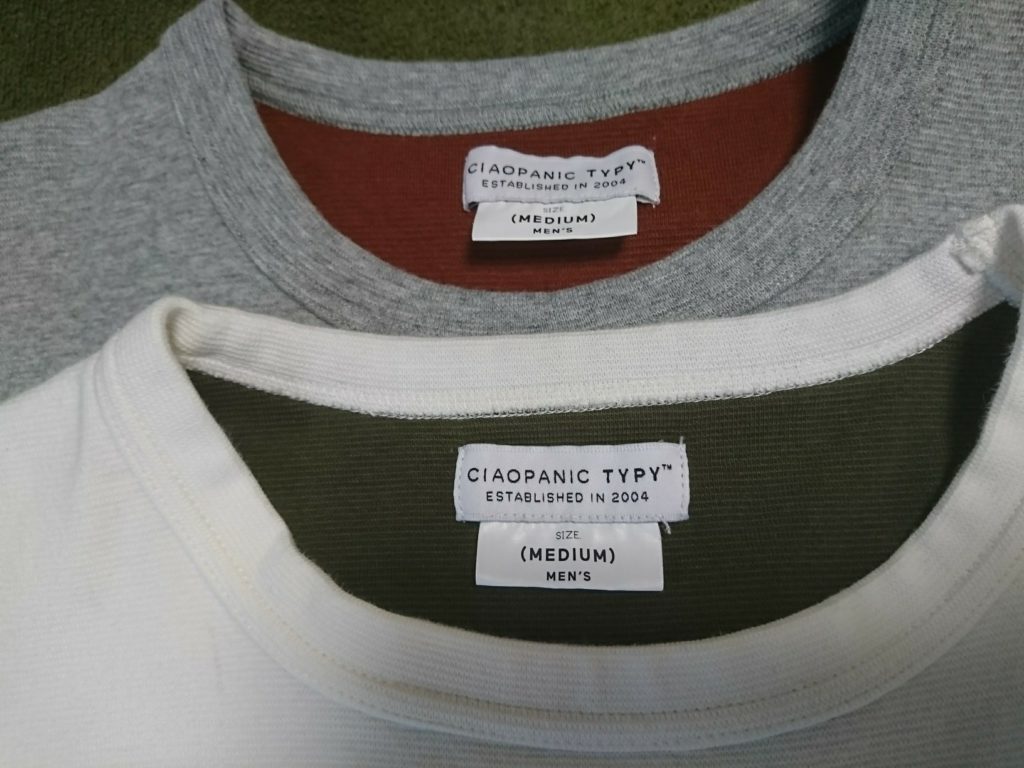 CIAOPANIC TYPY™
ESTABLISHED IN 2004
SIZE
(MEDIUM)
MEN'S
CIAOPANIC TYPY™
ESTABLISHED IN 2004
SIZE
(MEDIUM)
MEN'S